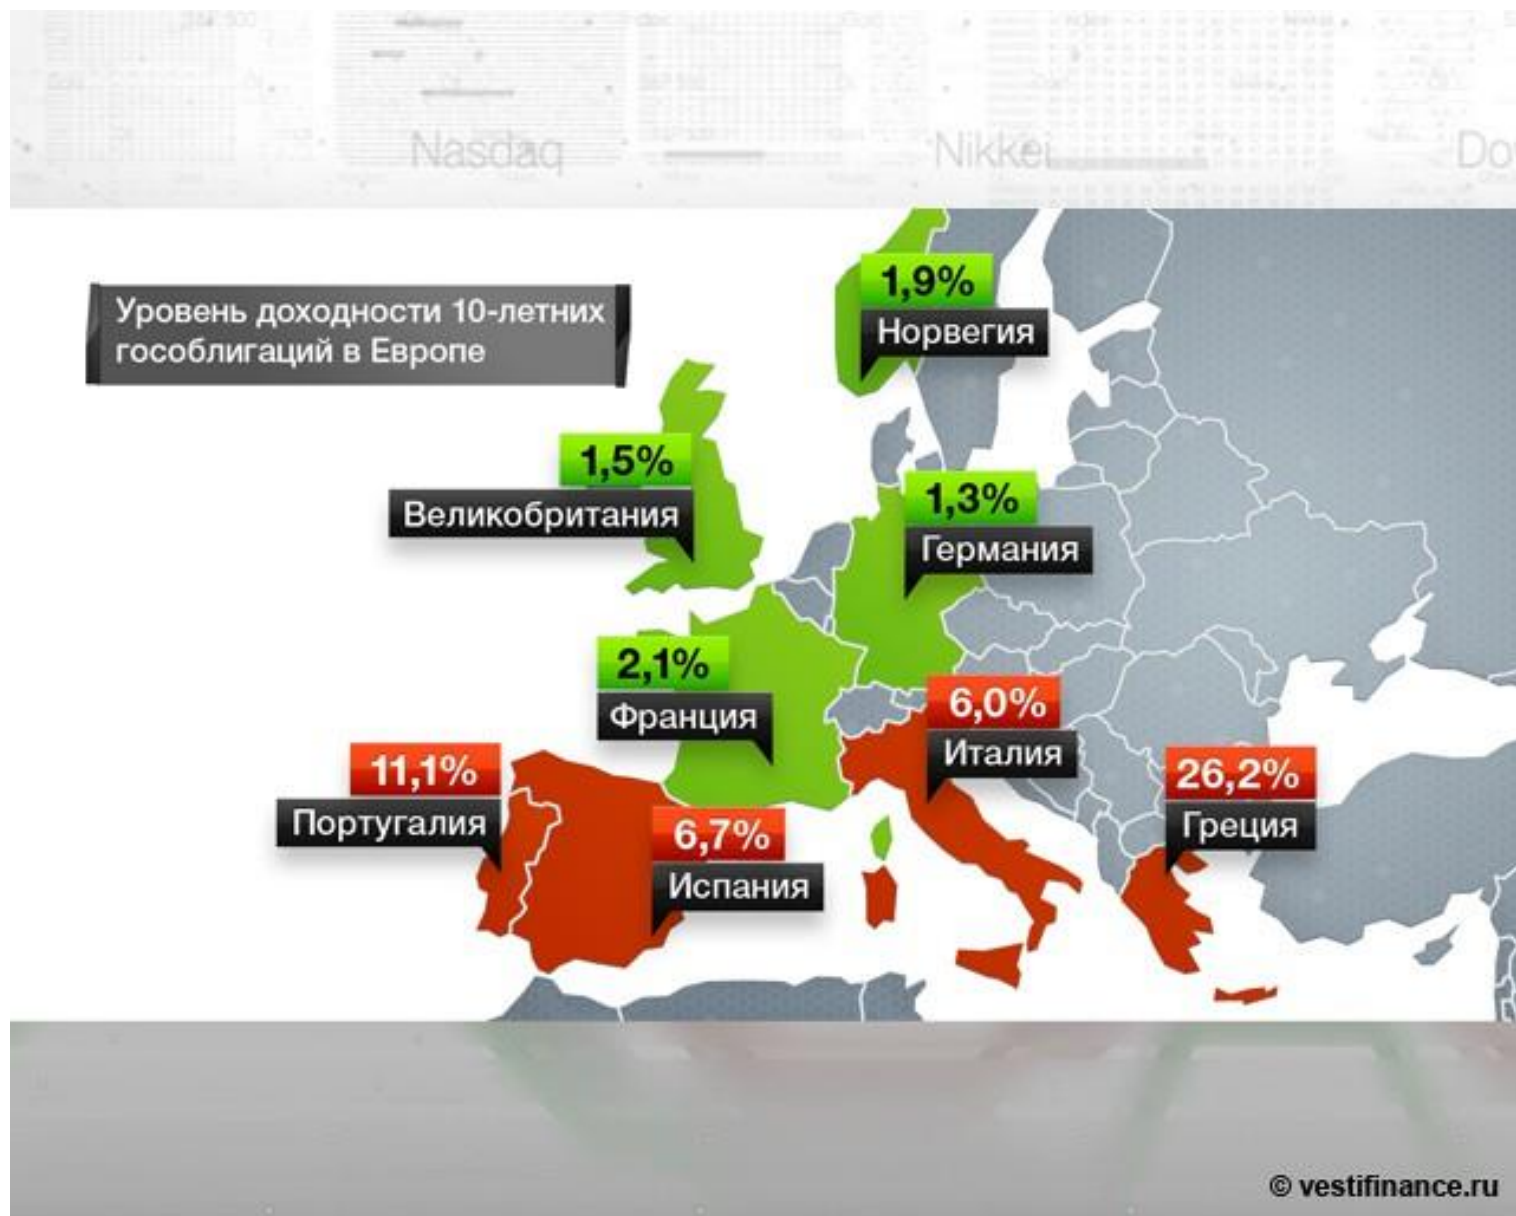 Nasdaq
Nikkei
Уровень доходности 10-летних
гособлигаций в Европе
1,9%
Норвегия
1,5%
Великобритания
1,3%
Германия
2,1%
Франция
6,0%
Италия
11,1%
Португалия
26,2%
Греция
6,7%
Испания
© vestifinance.ru